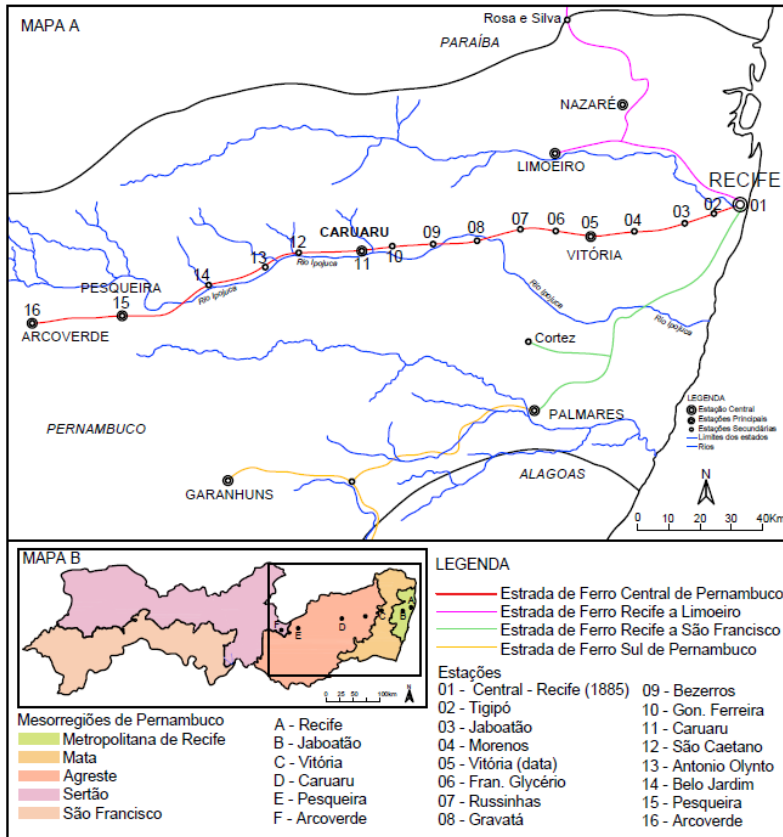 MAPA A
Rosa e Silva
PARAÍBA
NAZARÉ
LIMOEIRO
RECIFE
01
02
03
04
05
VITÓRIA
06
07
08
09
10
CARUARU
11
12
Rio Ipojuca
13
14
Rio Ipojuca
PESQUEIRA
15
16
ARCOVERDE
Rio Ipojuca
Rio Ipojuca
Cortez
PALMARES
PERNAMBUCO
GARANHUNS
ALAGOAS
LEGENDA
Estação Central
Estações Principais
Estações Secundárias
Limites dos estados
Rios
N
0 10 20 30 40Km
MAPA B
A
B
C
D
E
N
0 25 50 100km
Mesorregiões de Pernambuco
Metropolitana de Recife
Mata
Agreste
Sertão
São Francisco
A - Recife
B - Jaboatão
C - Vitória
D - Caruaru
E - Pesqueira
F - Arcoverde
LEGENDA
Estrada de Ferro Central de Pernambuco
Estrada de Ferro Recife a Limoeiro
Estrada de Ferro Recife a São Francisco
Estrada de Ferro Sul de Pernambuco
Estações
01 - Central - Recife (1885)
02 - Tigipó
03 - Jaboatão
04 - Morenos
05 - Vitória (data)
06 - Fran. Glycério
07 - Russinhas
08 - Gravatá
09 - Bezerros
10 - Gon. Ferreira
11 - Caruaru
12 - São Caetano
13 - Antonio Olynto
14 - Belo Jardim
15 - Pesqueira
16 - Arcoverde